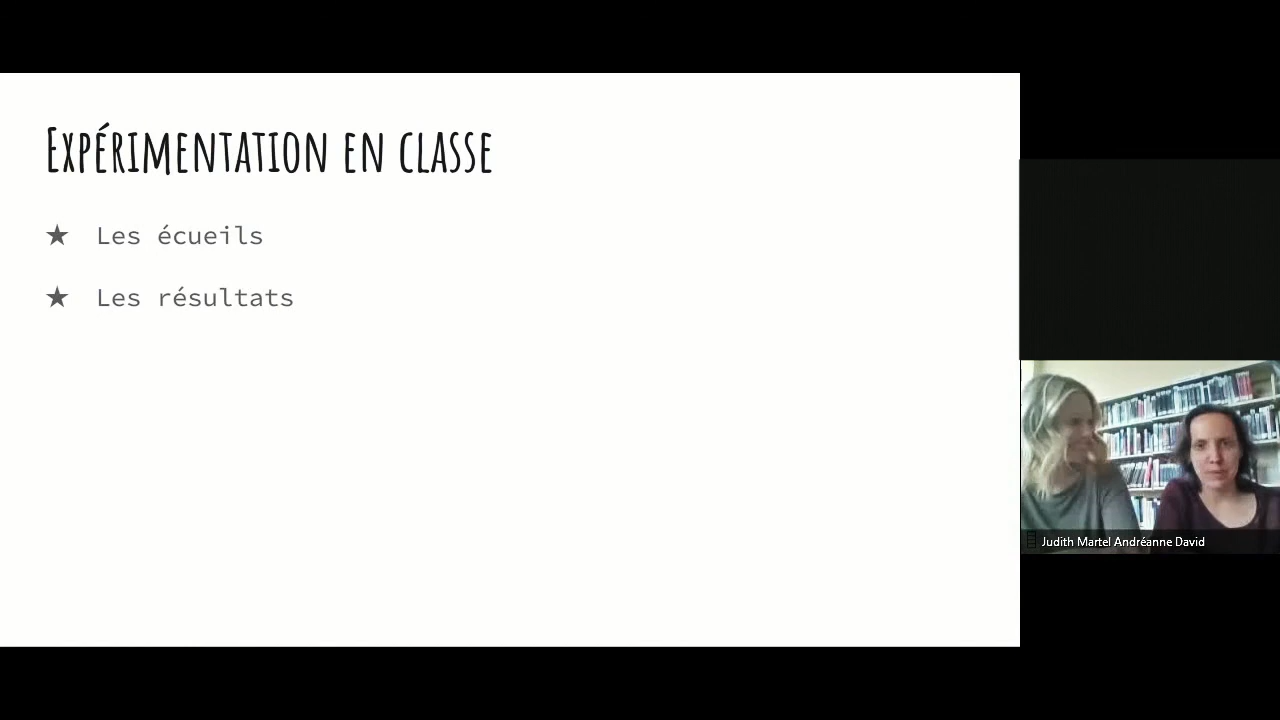 Expérimentation en classe
★ Les écueils
★ Les résultats
Judith Martel Andréanne David